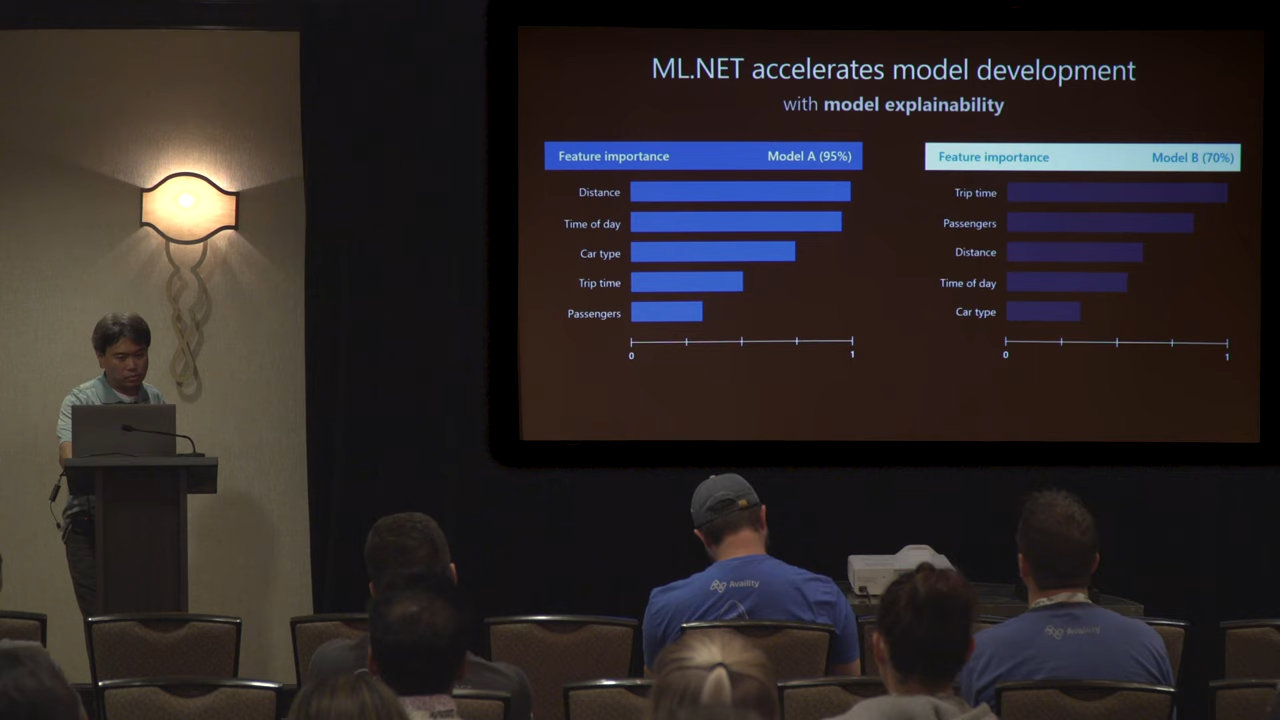 ML.NET accelerates model development
with model explainability
Feature importance Model A (95%)
Distance
Time of day
Car type
Trip time
Passengers
0 1
Feature importance Model B (70%)
Trip time
Passengers
Distance
Time of day
Car type
0 1
Availity
Availity